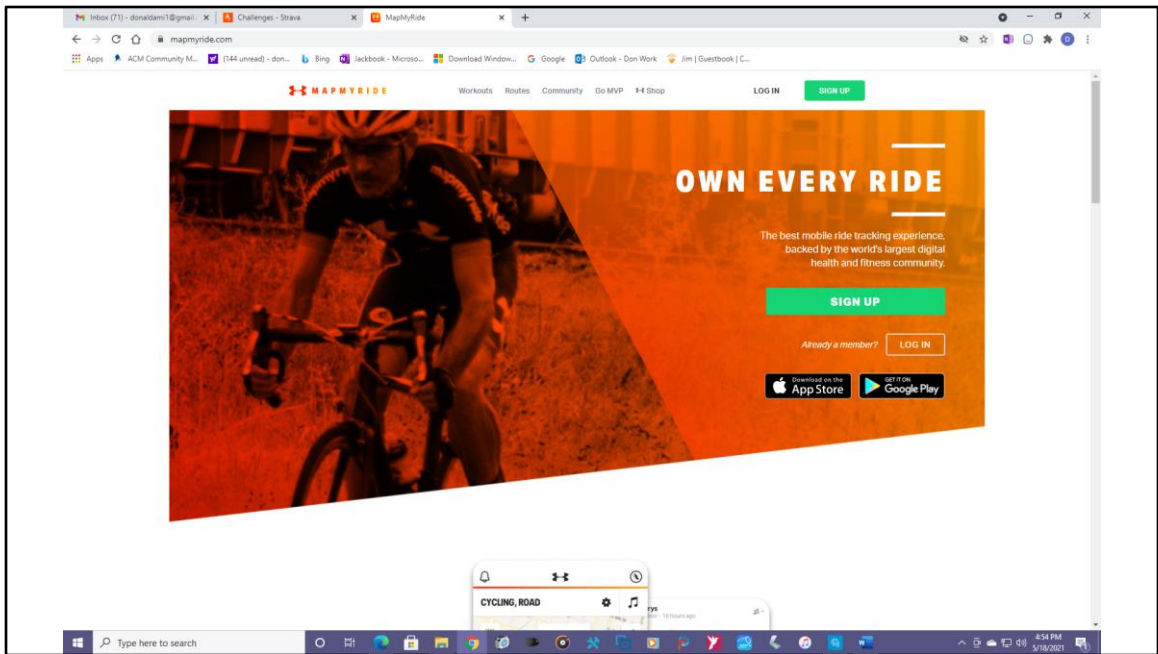 Inbox (71) - donaldami1@gmail.
Challenges - Strava
MapMyRide
mapmyride.com
Apps
ACM Community M...
(144 unread) - don...
Bing
Jackbook - Microso...
Download Window...
Google
Outlook - Don Work
Jim | Guestbook | C...
MAPMYRIDE
Workouts
Routes
Community
Go MVP
Shop
LOG IN
SIGN UP
OWN EVERY RIDE
The best mobile ride tracking experience,
backed by the world's largest digital
health and fitness community.
SIGN UP
Already a member?
LOG IN
Download on the
App Store
GET IT ON
Google Play
CYCLING, ROAD
16 hours ago
Type here to search
4:54 PM
5/18/2021